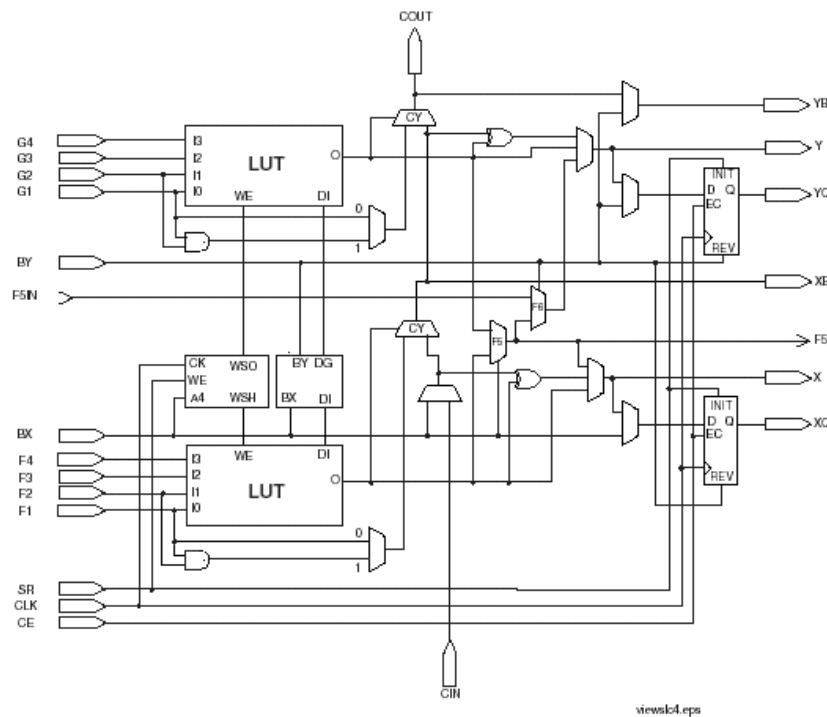 COUT
YB
CY
G4
G3
G2
G1
I3
I2
I1
I0
LUT
O
WE
DI
0
1
Y
INIT
D Q
EC
REV
BY
F5IN
F6
XB
CY
F5
F5
CK
WE
A4
WSO
WSH
BY DG
BX DI
X
INIT
D Q
EC
REV
BX
F4
F3
F2
F1
I3
I2
I1
I0
WE
DI
LUT
O
0
1
SR
CLK
CE
CIN
viewslc4.eps